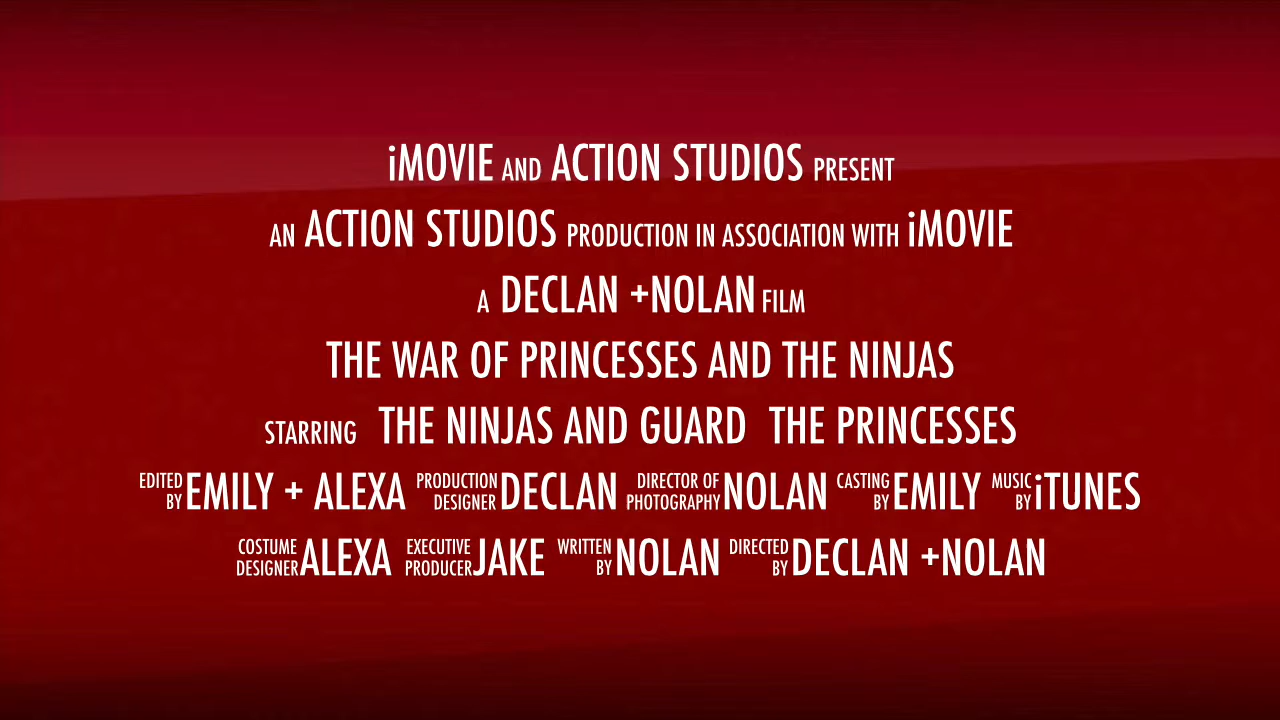 iMOVIE AND ACTION STUDIOS PRESENT
AN ACTION STUDIOS PRODUCTION IN ASSOCIATION WITH iMOVIE
A DECLAN +NOLAN FILM
THE WAR OF PRINCESSES AND THE NINJAS
STARRING THE NINJAS AND GUARD THE PRINCESSES
EDITED BY EMILY + ALEXA PRODUCTION DESIGNER DECLAN DIRECTOR OF PHOTOGRAPHY NOLAN CASTING BY EMILY MUSIC BY iTUNES
COSTUME DESIGNER ALEXA EXECUTIVE PRODUCER JAKE WRITTEN BY NOLAN DIRECTED BY DECLAN +NOLAN